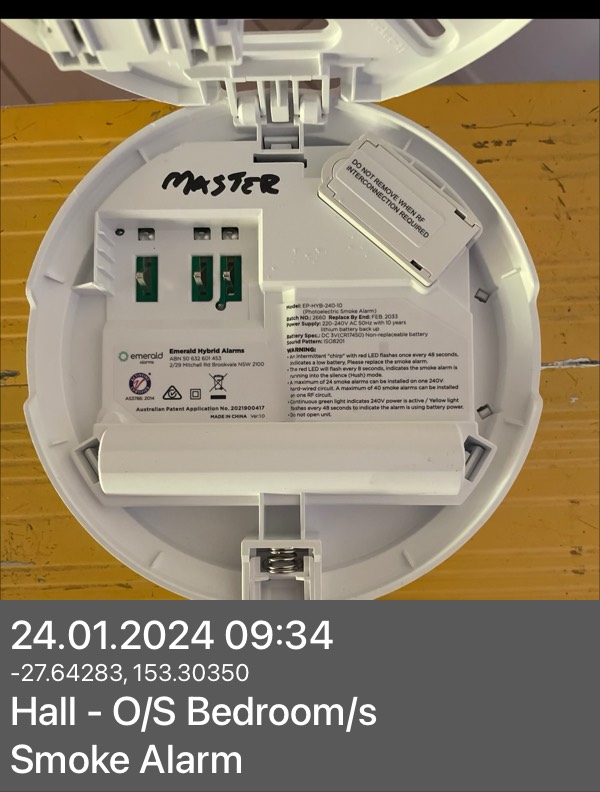 MASTER
DO NOT REMOVE WHEN RF
INTERCONNECTION REQUIRED
Model: EP-HYB-240-10
(Photoelectric Smoke Alarm)
Batch NO.: 2660 Replace By End: FEB, 2033
Power Supply: 220-240V AC 50Hz with 10 years
lithium battery back up
Battery Spec.: DC 3V(CR17450) Non-replaceable battery
Sound Pattern: ISO8201
WARNING:
•An intermittent "chirp" with red LED flashes once every 48 seconds,
indicates a low battery, Please replace the smoke alarm.
•The red LED will flash every 8 seconds, indicates the smoke alarm is
running into the silence (Hush) mode.
•A maximum of 24 smoke alarms can be installed on one 240V
hard-wired circuit. A maximum of 40 smoke alarms can be installed
on one RF circuit.
•Continuous green light indicates 240V power is active / Yellow light
flashes every 48 seconds to indicate the alarm is using battery power.
•Do not open unit.
emerald
alarms
Emerald Hybrid Alarms
ABN 50 632 601 453
2/29 Mitchell Rd Brookvale NSW 2100
AS3786: 2014
Australian Patent Application No. 2021900417
MADE IN CHINA Ver:1.0
24.01.2024 09:34
-27.64283, 153.30350
Hall - O/S Bedroom/s
Smoke Alarm